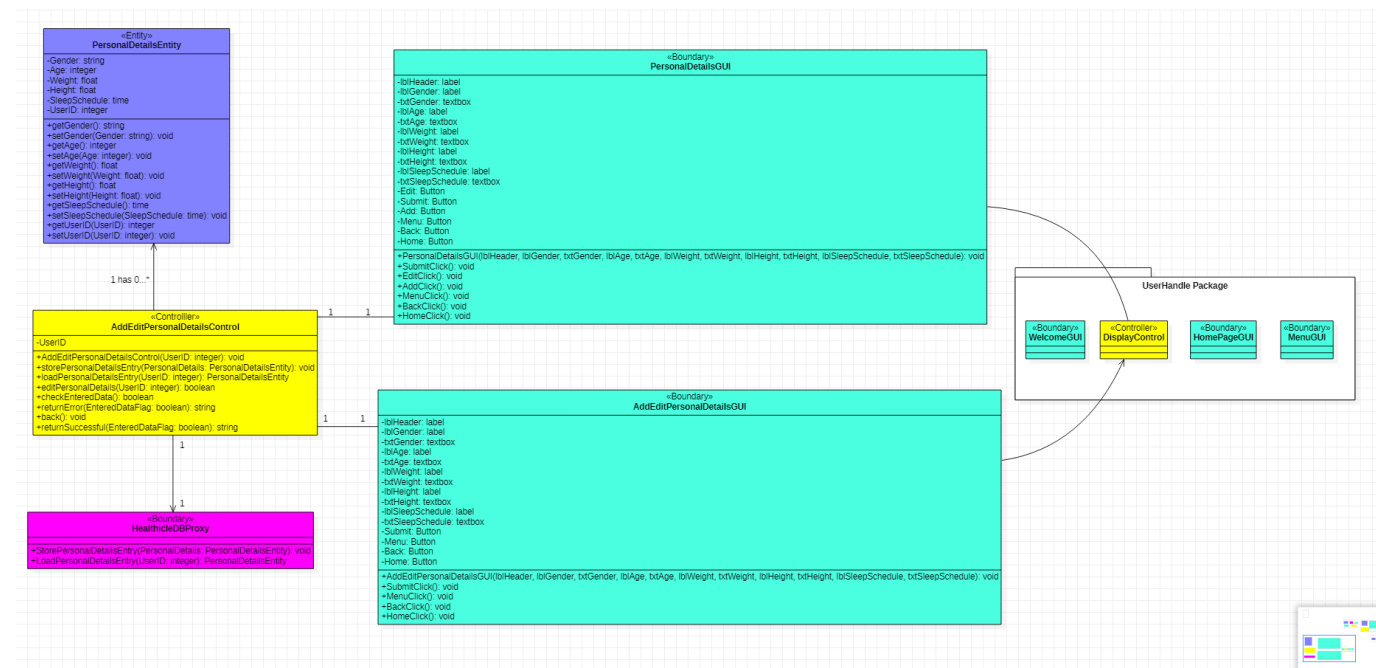 «Entity»
PersonalDetailsEntity
-Gender: string
-Age: integer
-Weight: float
-Height: float
-SleepSchedule: time
-UserID: integer
+getGender(): string
+setGender(Gender: string): void
+getAge(): integer
+setAge(Age: integer): void
+getWeight(): float
+setWeight(Weight: float): void
+getHeight(): float
+setHeight(Height: float): void
+getSleepSchedule(): time
+setSleepSchedule(SleepSchedule: time): void
+getUserID(UserID): integer
+setUserID(UserID: integer): void
1 has 0...*
«Controlller»
AddEditPersonalDetailsControl
-UserID
+AddEditPersonalDetailsControl(UserID: integer): void
+storePersonalDetailsEntry(PersonalDetails: PersonalDetailsEntity): void
+loadPersonalDetailsEntry(UserID: integer): PersonalDetailsEntity
+editPersonalDetails(UserID: integer): boolean
+checkEnteredData(): boolean
+returnError(EnteredDataFlag: boolean): string
+back(): void
+returnSuccesful(EnteredDataFlag: boolean): string
1
1
1
1
1
1
«Boundary»
HealthicleDBProxy
+StorePersonalDetailsEntry(PersonalDetails: PersonalDetailsEntity): void
+LoadPersonalDetailsEntry(UserID: integer): PersonalDetailsEntity
«Boundary»
PersonalDetailsGUI
-lblHeader: label
-lblGender: label
-txtGender: textbox
-lblAge: label
-txtAge: textbox
-lblWeight: label
-txtWeight: textbox
-lblHeight: label
-txtHeight: textbox
-lblSleepSchedule: label
-txtSleepSchedule: textbox
-Edit: Button
-Submit: Button
-Add: Button
-Menu: Button
-Back: Button
-Home: Button
+PersonalDetailsGUI(lblHeader, lblGender, txtGender, lblAge, txtAge, lblWeight, txtWeight, lblHeight, txtHeight, lblSleepSchedule, txtSleepSchedule): void
+SubmitClick(): void
+EditClick(): void
+AddClick(): void
+MenuClick(): void
+BackClick(): void
+HomeClick(): void
«Boundary»
AddEditPersonalDetailsGUI
-lblHeader: label
-lblGender: label
-txtGender: textbox
-lblAge: label
-txtAge: textbox
-lblWeight: label
-txtWeight: textbox
-lblHeight: label
-txtHeight: textbox
-lblSleepSchedule: label
-txtSleepSchedule: textbox
-Submit: Button
-Menu: Button
-Back: Button
-Home: Button
+AddEditPersonalDetailsGUI(lblHeader, lblGender, txtGender, lblAge, txtAge, lblWeight, txtWeight, lblHeight, txtHeight, lblSleepSchedule, txtSleepSchedule): void
+SubmitClick(): void
+MenuClick(): void
+BackClick(): void
+HomeClick(): void
UserHandle Package
«Boundary»
WelcomeGUI
«Controller»
DisplayControl
«Boundary»
HomePageGUI
«Boundary»
MenuGUI